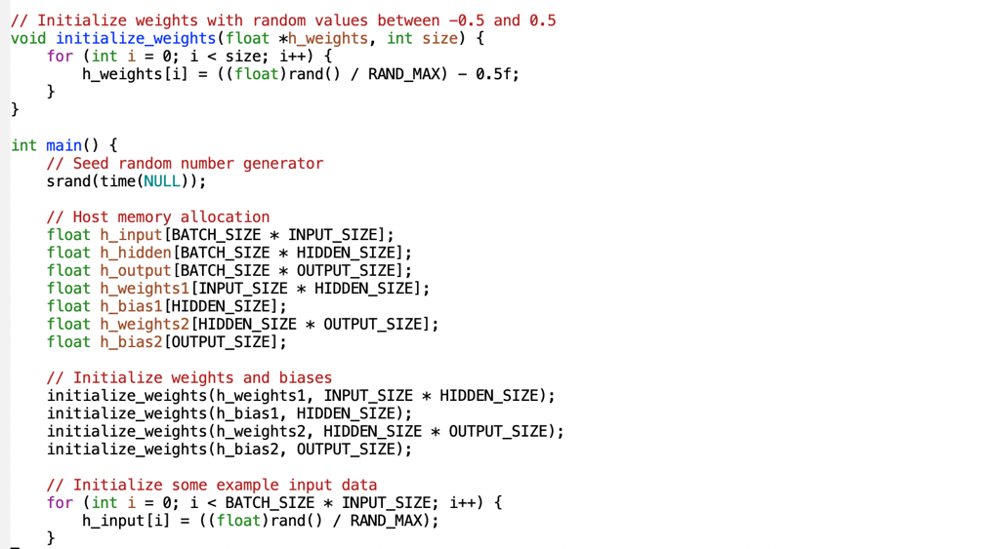 // Initialize weights with random values between -0.5 and 0.5
void initialize_weights(float *h_weights, int size) {
    for (int i = 0; i < size; i++) {
        h_weights[i] = ((float)rand() / RAND_MAX) - 0.5f;
    }
}

int main() {
    // Seed random number generator
    srand(time(NULL));

    // Host memory allocation
    float h_input[BATCH_SIZE * INPUT_SIZE];
    float h_hidden[BATCH_SIZE * HIDDEN_SIZE];
    float h_output[BATCH_SIZE * OUTPUT_SIZE];
    float h_weights1[INPUT_SIZE * HIDDEN_SIZE];
    float h_bias1[HIDDEN_SIZE];
    float h_weights2[HIDDEN_SIZE * OUTPUT_SIZE];
    float h_bias2[OUTPUT_SIZE];

    // Initialize weights and biases
    initialize_weights(h_weights1, INPUT_SIZE * HIDDEN_SIZE);
    initialize_weights(h_bias1, HIDDEN_SIZE);
    initialize_weights(h_weights2, HIDDEN_SIZE * OUTPUT_SIZE);
    initialize_weights(h_bias2, OUTPUT_SIZE);

    // Initialize some example input data
    for (int i = 0; i < BATCH_SIZE * INPUT_SIZE; i++) {
        h_input[i] = ((float)rand() / RAND_MAX);
    }